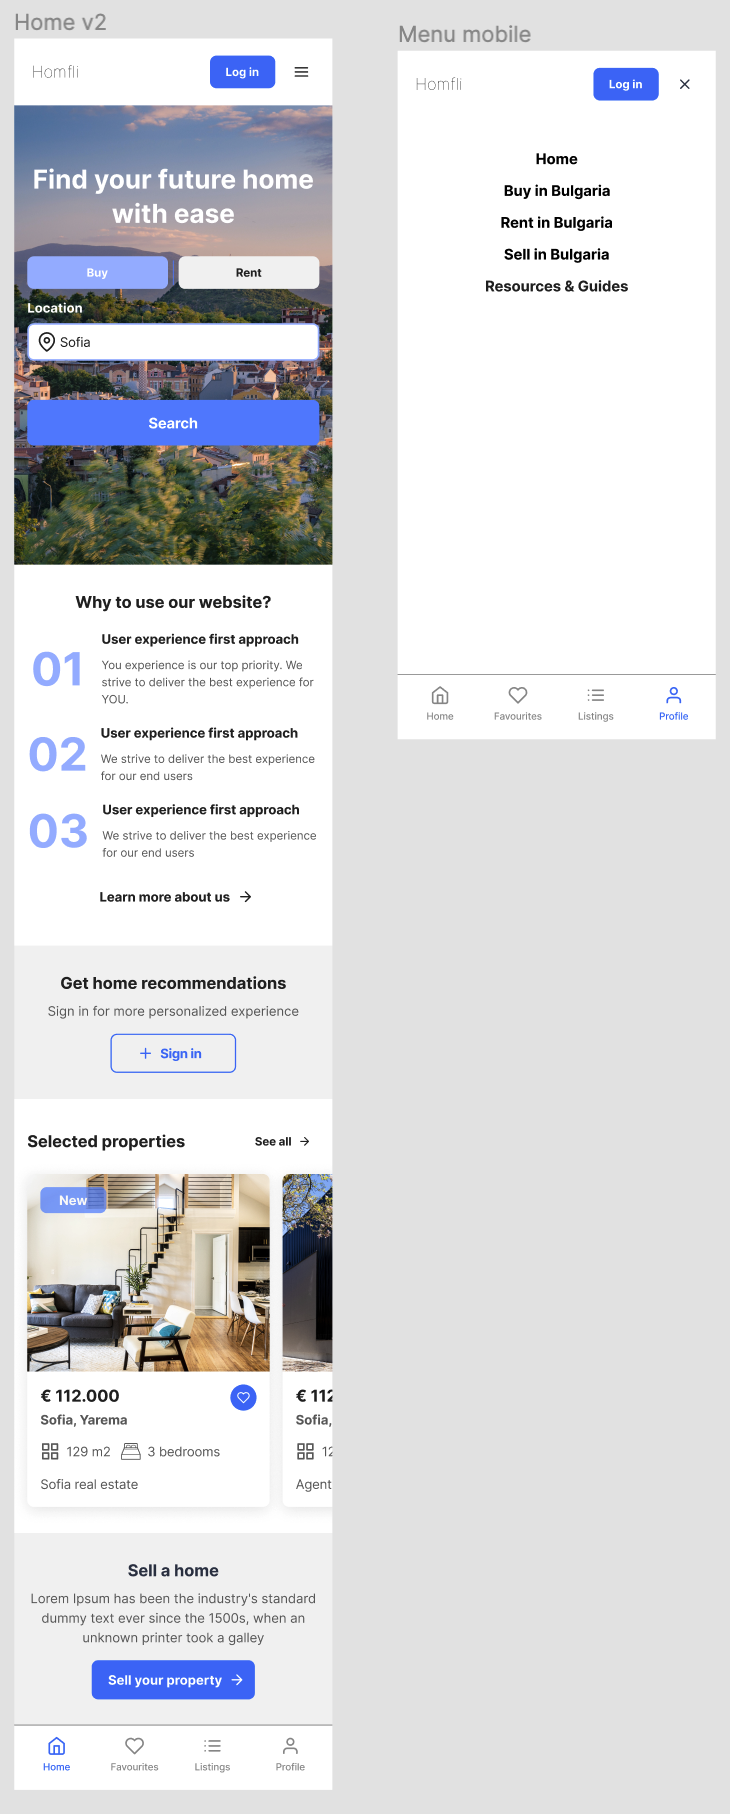 Home v2
Homfli
Log in
Find your future home
with ease
Buy
Rent
Location
Sofia
Search
Why to use our website?
01
User experience first approach
You experience is our top priority. We
strive to deliver the best experience for
YOU.
02
User experience first approach
We strive to deliver the best experience
for our end users
03
User experience first approach
We strive to deliver the best experience
for our end users
Learn more about us
Get home recommendations
Sign in for more personalized experience
Sign in
Selected properties
See all
New
€ 112.000
Sofia, Yarema
129 m2
3 bedrooms
Sofia real estate
€ 112
Sofia,
12
Agent
Sell a home
Lorem Ipsum has been the industry's standard
dummy text ever since the 1500s, when an
unknown printer took a galley
Sell your property
Home
Favourites
Listings
Profile
Menu mobile
Homfli
Log in
Home
Buy in Bulgaria
Rent in Bulgaria
Sell in Bulgaria
Resources & Guides
Home
Favourites
Listings
Profile